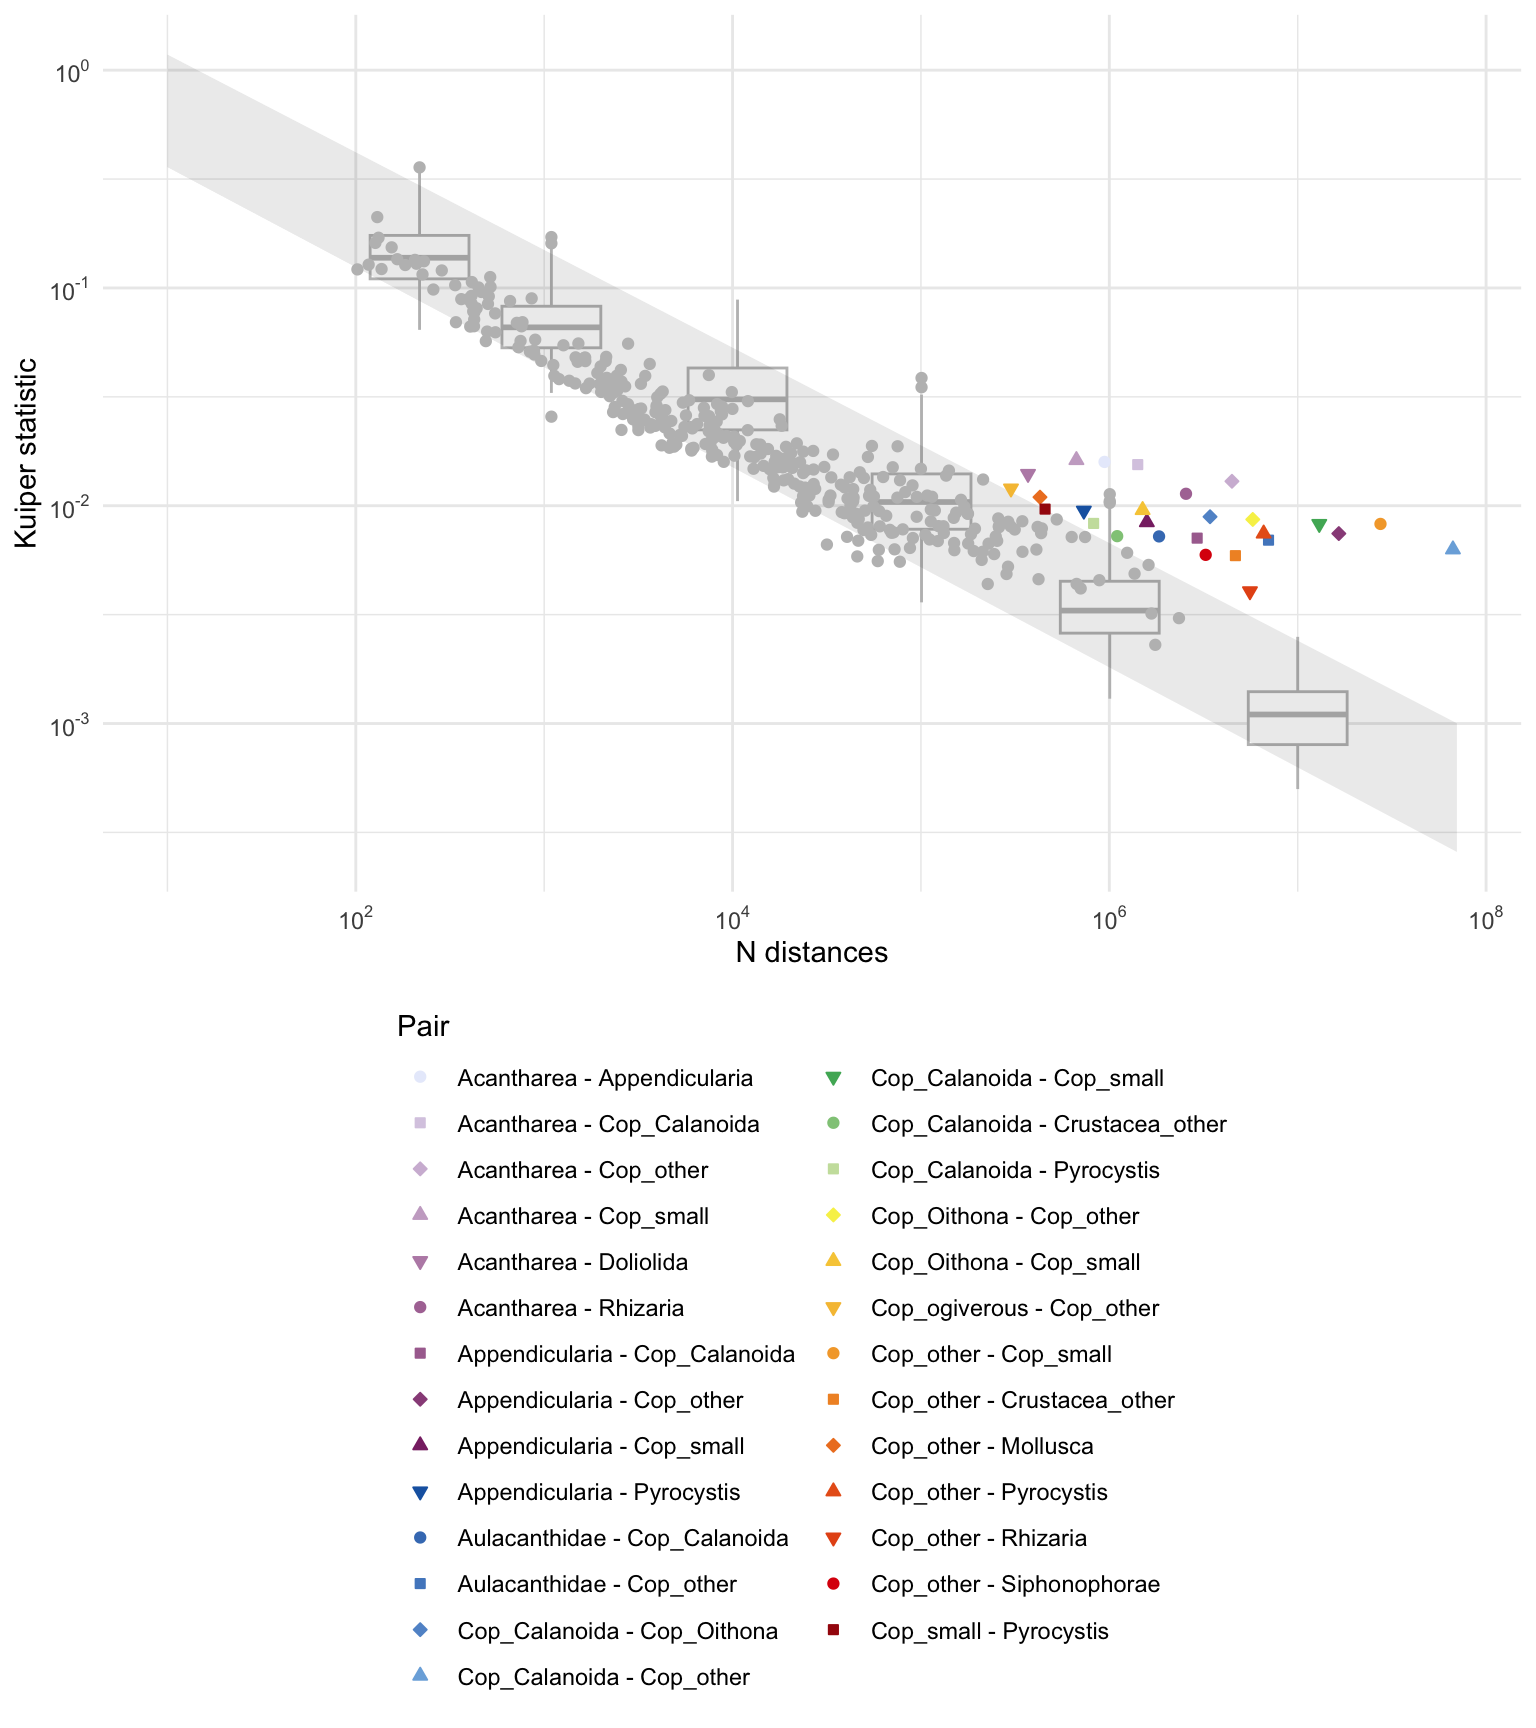 10^0
10^-1
10^-2
10^-3
Kuiper statistic
10^2 10^4 10^6 10^8
N distances
Pair
Acantharea - Appendicularia
Acantharea - Cop_Calanoida
Acantharea - Cop_other
Acantharea - Cop_small
Acantharea - Doliolida
Acantharea - Rhizaria
Appendicularia - Cop_Calanoida
Appendicularia - Cop_other
Appendicularia - Cop_small
Appendicularia - Pyrocystis
Aulacanthidae - Cop_Calanoida
Aulacanthidae - Cop_other
Cop_Calanoida - Cop_Oithona
Cop_Calanoida - Cop_other
Cop_Calanoida - Cop_small
Cop_Calanoida - Crustacea_other
Cop_Calanoida - Pyrocystis
Cop_Oithona - Cop_other
Cop_Oithona - Cop_small
Cop_ogiverous - Cop_other
Cop_other - Cop_small
Cop_other - Crustacea_other
Cop_other - Mollusca
Cop_other - Pyrocystis
Cop_other - Rhizaria
Cop_other - Siphonophorae
Cop_small - Pyrocystis